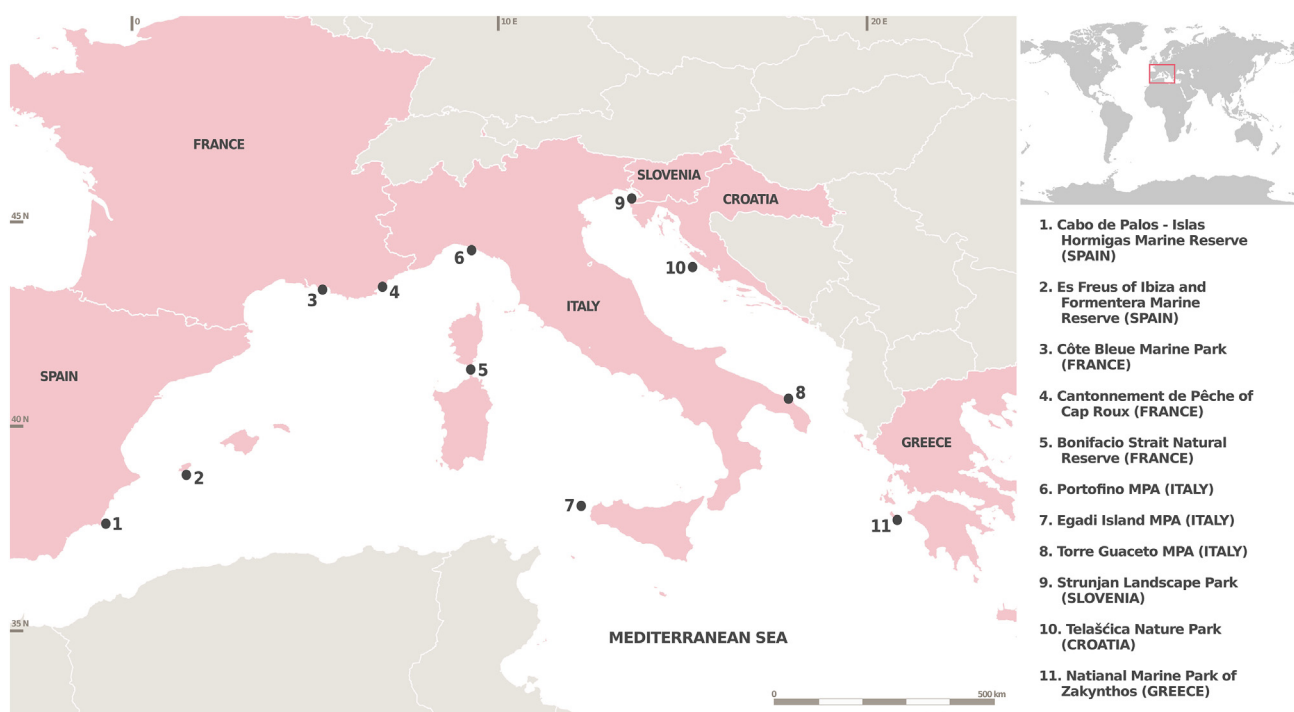 0
10 E
20 E
FRANCE
SLOVENIA
CROATIA
9
45 N
6
10
3
4
ITALY
SPAIN
5
8
40 N
GREECE
2
7
1
11
35 N
MEDITERRANEAN SEA
0
500 km
1. Cabo de Palos - Islas
Hormigas Marine Reserve
(SPAIN)
2. Es Freus of Ibiza and
Formentera Marine
Reserve (SPAIN)
3. Côte Bleue Marine Park
(FRANCE)
4. Cantonnement de Pêche of
Cap Roux (FRANCE)
5. Bonifacio Strait Natural
Reserve (FRANCE)
6. Portofino MPA (ITALY)
7. Egadi Island MPA (ITALY)
8. Torre Guaceto MPA (ITALY)
9. Strunjan Landscape Park
(SLOVENIA)
10. Telašćica Nature Park
(CROATIA)
11. Natianal Marine Park of
Zakynthos (GREECE)